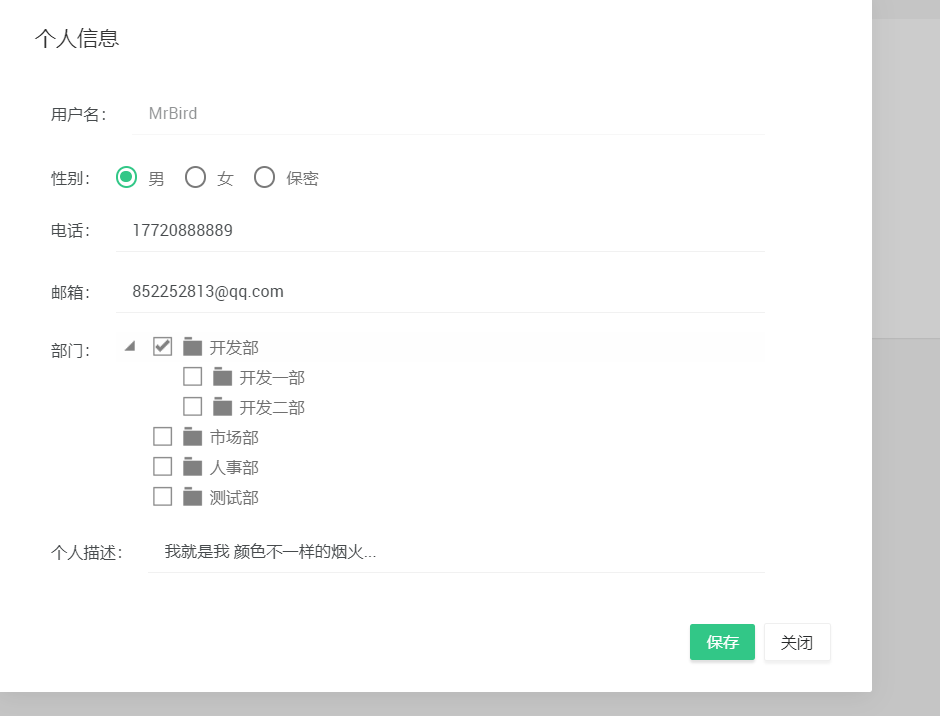 个人信息
用户名： MrBird
性别： 男 女 保密
电话： 17720888889
邮箱： 852252813@qq.com
部门： 开发部
开发一部
开发二部
市场部
人事部
测试部
个人描述： 我就是我 颜色不一样的烟火...
保存 关闭